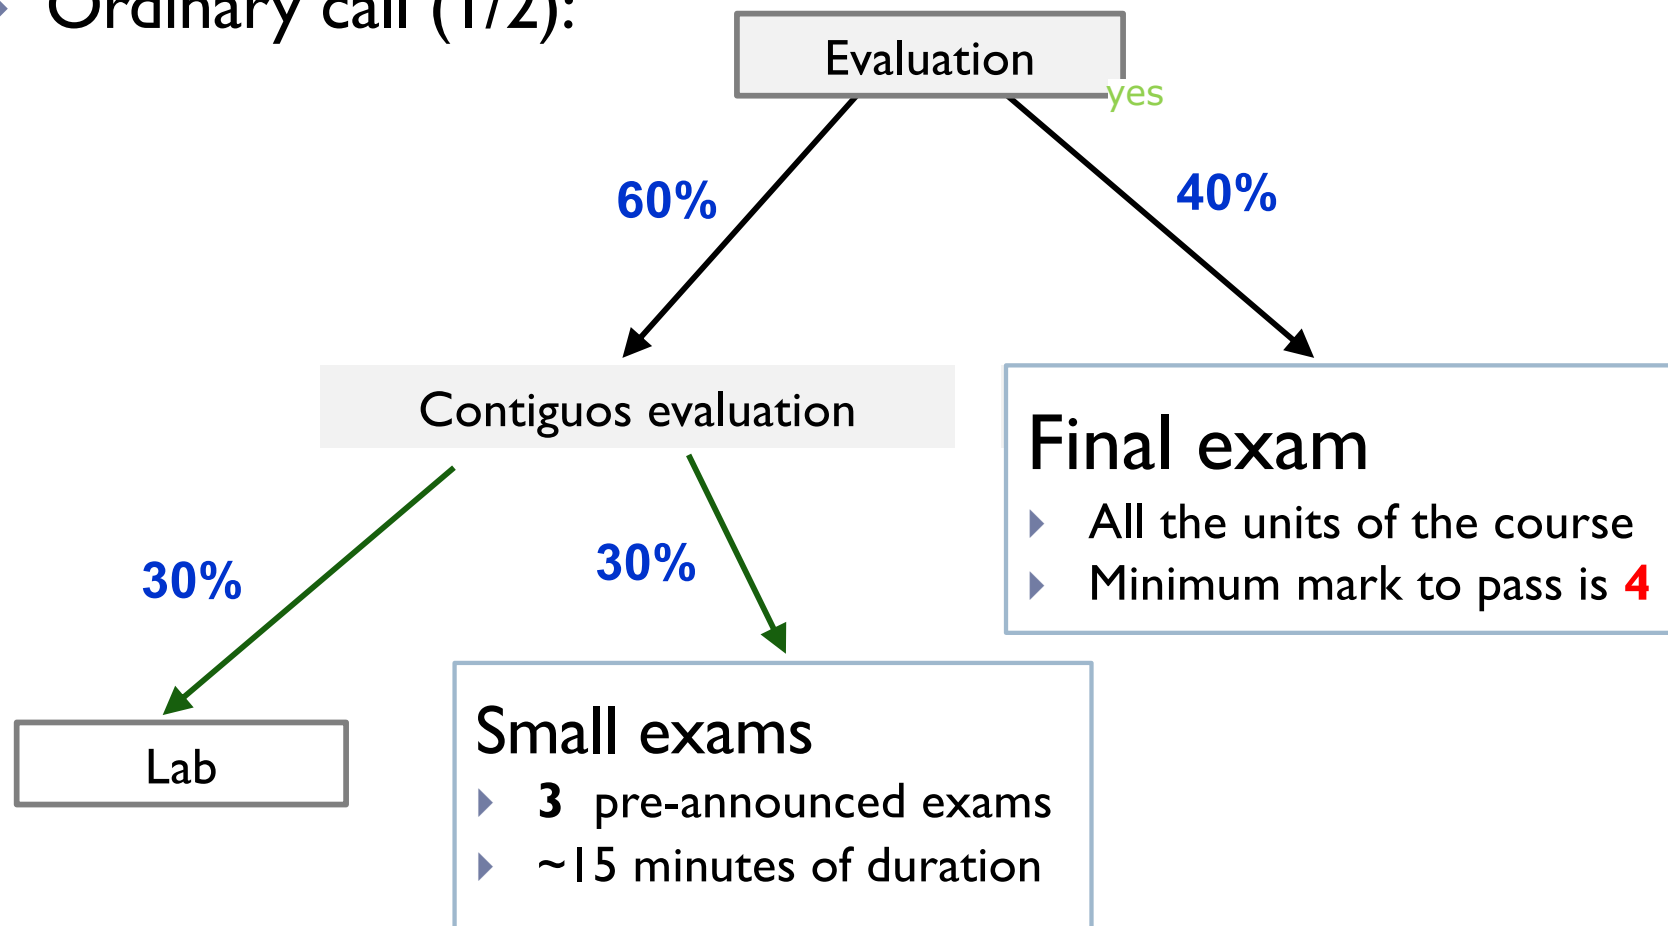 Ordinary call (1/2):
Evaluation
yes
60%
40%
Contiguos evaluation
Final exam
All the units of the course
Minimum mark to pass is 4
30%
30%
Lab
Small exams
3 pre-announced exams
~15 minutes of duration